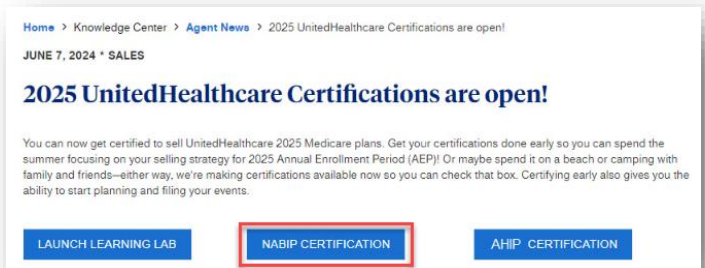 Home > Knowledge Center > Agent News > 2025 UnitedHealthcare Certifications are open!
JUNE 7, 2024 * SALES
2025 UnitedHealthcare Certifications are open!
You can now get certified to sell UnitedHealthcare 2025 Medicare plans. Get your certifications done early so you can spend the
summer focusing on your selling strategy for 2025 Annual Enrollment Period (AEP)! Or maybe spend it on a beach or camping with
family and friends—either way, we're making certifications available now so you can check that box. Certifying early also gives you the
ability to start planning and filing your events.
LAUNCH LEARNING LAB NABIP CERTIFICATION AHIP CERTIFICATION